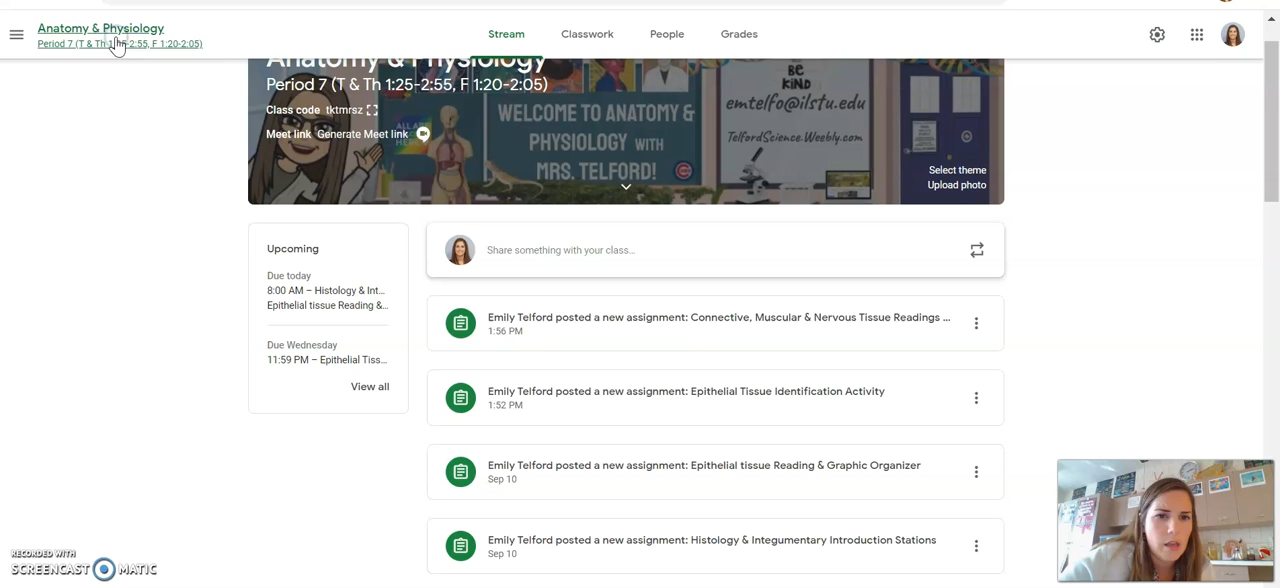 Anatomy & Physiology
Period 7 (T & Th 1:25-2:55, F 1:20-2:05)
Stream
Classwork
People
Grades
Anatomy & Physiology
Period 7 (T & Th 1:25-2:55, F 1:20-2:05)
Class code tktmrsz
Meet link Generate Meet link
WELCOME TO ANATOMY &
PHYSIOLOGY WITH
MRS. TELFORD!
BE
KIND
emtelfo@ilstu.edu
TelfordScience.Weebly.com
Select theme
Upload photo
Upcoming
Due today
8:00 AM – Histology & Int...
Epithelial tissue Reading &...
Due Wednesday
11:59 PM – Epithelial Tiss...
View all
Share something with your class...
Emily Telford posted a new assignment: Connective, Muscular & Nervous Tissue Readings ...
1:56 PM
Emily Telford posted a new assignment: Epithelial Tissue Identification Activity
1:52 PM
Emily Telford posted a new assignment: Epithelial tissue Reading & Graphic Organizer
Sep 10
Emily Telford posted a new assignment: Histology & Integumentary Introduction Stations
Sep 10
RECORDED WITH
SCREENCAST MATIC